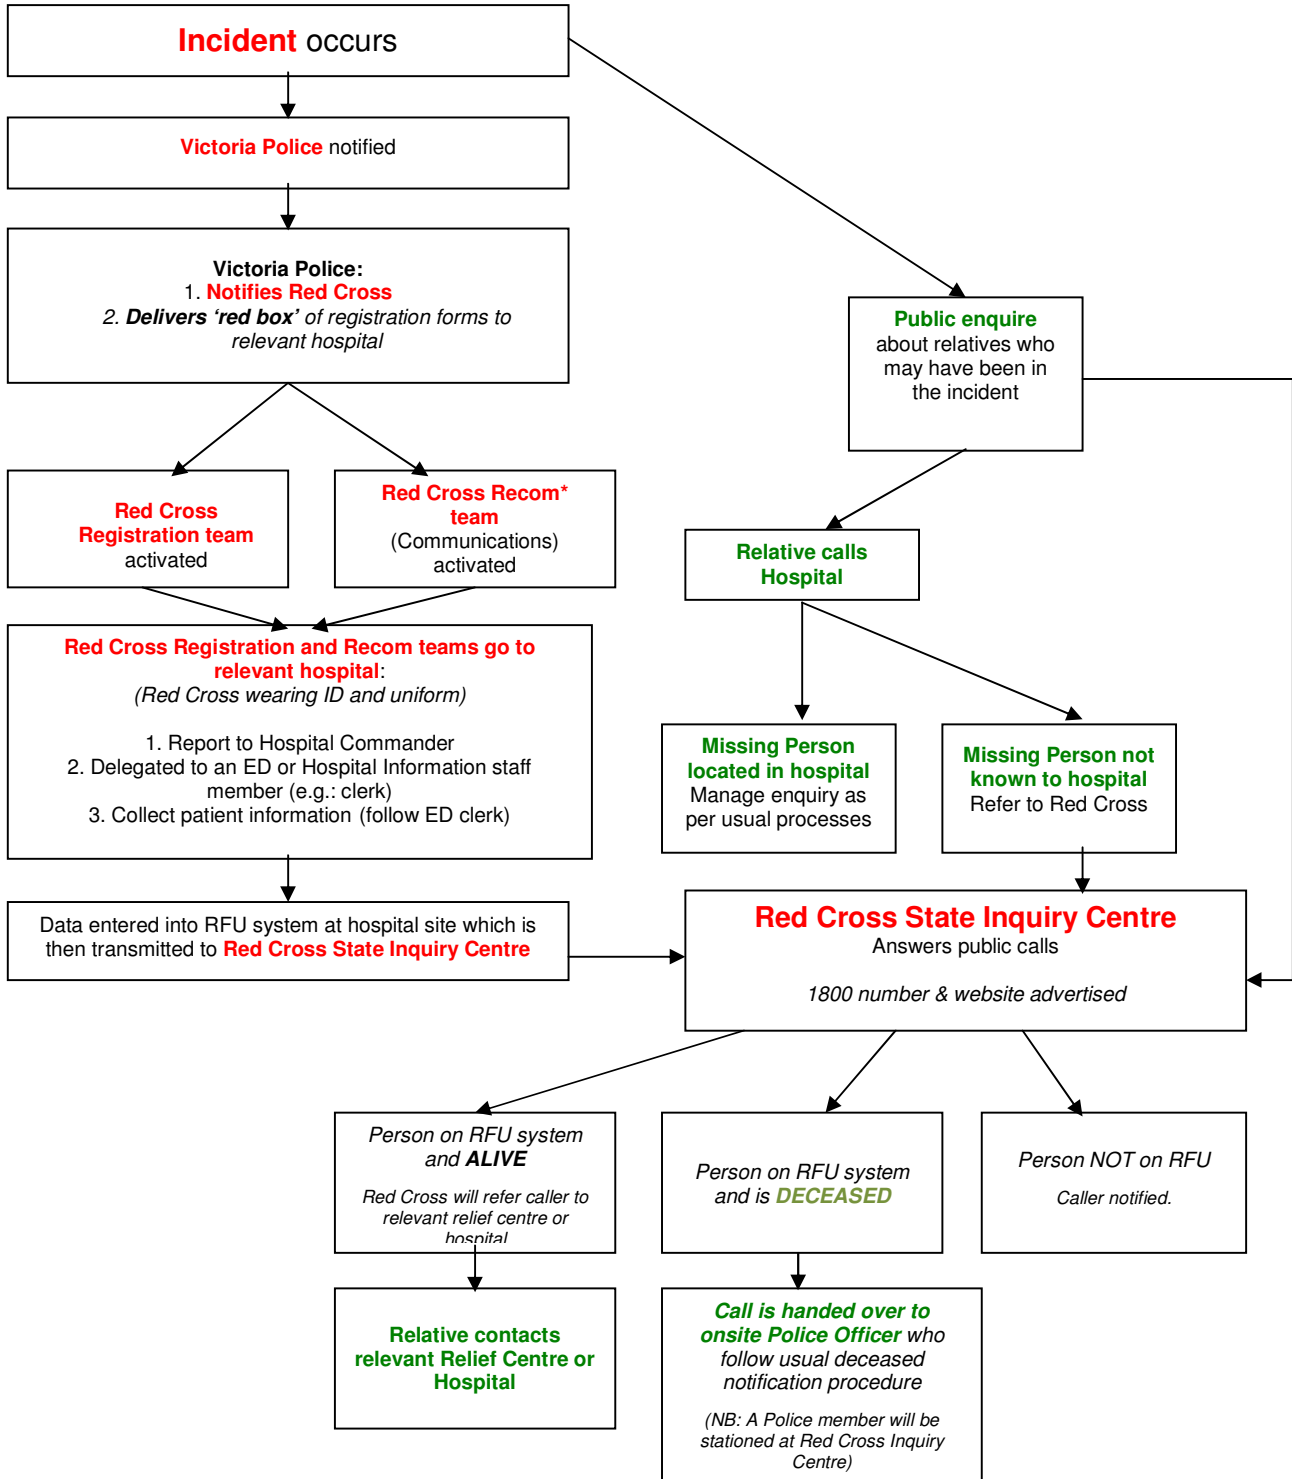 Incident occurs
Victoria Police notified
Victoria Police:
1. Notifies Red Cross
2. Delivers ‘red box’ of registration forms to
relevant hospital
Public enquire
about relatives who
may have been in
the incident
Red Cross
Registration team
activated
Red Cross Recom*
team
(Communications)
activated
Relative calls
Hospital
Red Cross Registration and Recom teams go to
relevant hospital:
(Red Cross wearing ID and uniform)
1. Report to Hospital Commander
2. Delegated to an ED or Hospital Information staff
member (e.g.: clerk)
3. Collect patient information (follow ED clerk)
Missing Person
located in hospital
Manage enquiry as
per usual processes
Missing Person not
known to hospital
Refer to Red Cross
Data entered into RFU system at hospital site which is
then transmitted to Red Cross State Inquiry Centre
Red Cross State Inquiry Centre
Answers public calls
1800 number & website advertised
Person on RFU system
and ALIVE
Red Cross will refer caller to
relevant relief centre or
hospital
Person on RFU system
and is DECEASED
Person NOT on RFU
Caller notified.
Relative contacts
relevant Relief Centre or
Hospital
Call is handed over to
onsite Police Officer who
follow usual deceased
notification procedure
(NB: A Police member will be
stationed at Red Cross Inquiry
Centre)